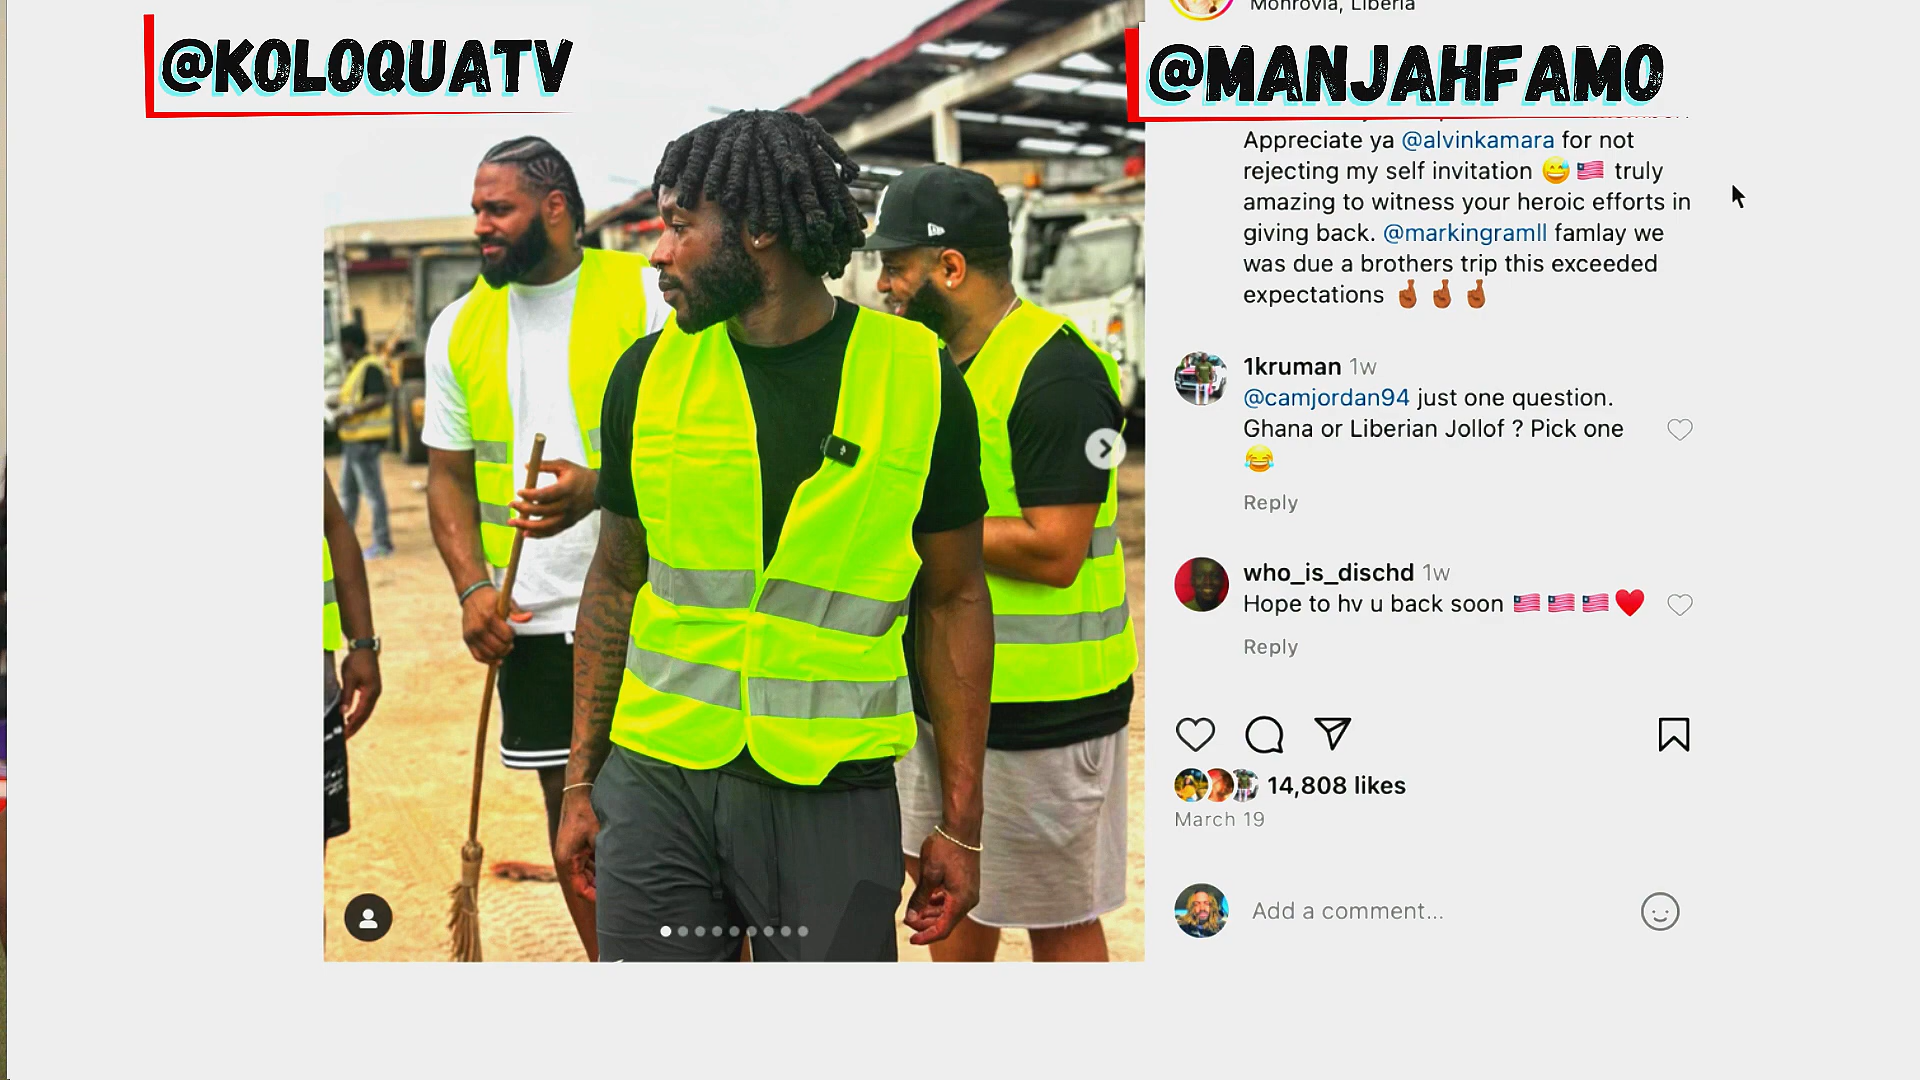 Monrovia, Liberia
@KOLOQUATV
@MANJAHFAMO
Appreciate ya @alvinkamara for not
rejecting my self invitation 😅 🇱🇷 truly
amazing to witness your heroic efforts in
giving back. @markingramII famlay we
was due a brothers trip this exceeded
expectations 🤞🏾 🤞🏾 🤞🏾
1kruman 1w
@camjordan94 just one question.
Ghana or Liberian Jollof ? Pick one
😂
Reply
who_is_dischd 1w
Hope to hv u back soon 🇱🇷 🇱🇷 🇱🇷 ❤️
Reply
14,808 likes
March 19
Add a comment...